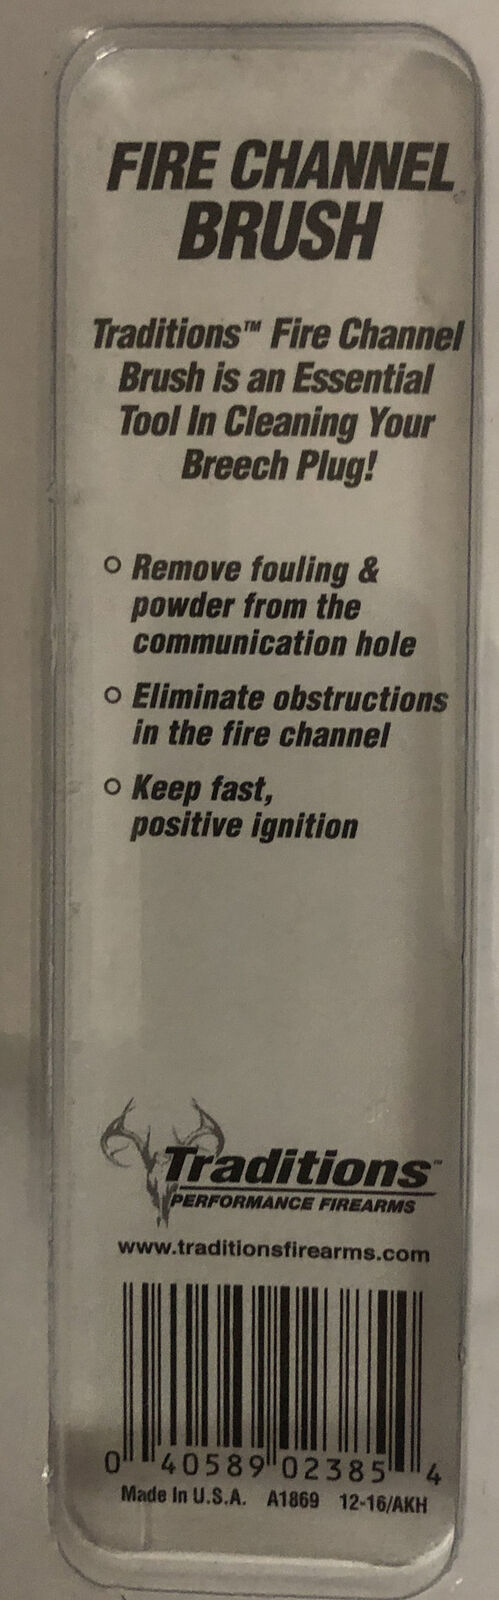 FIRE CHANNEL
BRUSH
Traditions™ Fire Channel
Brush is an Essential
Tool In Cleaning Your
Breech Plug!
○ Remove fouling &
powder from the
communication hole
○ Eliminate obstructions
in the fire channel
○ Keep fast,
positive ignition
Traditions™
PERFORMANCE FIREARMS
www.traditionsfirearms.com
0 40589 02385 4
Made In U.S.A. A1869 12-16/AKH